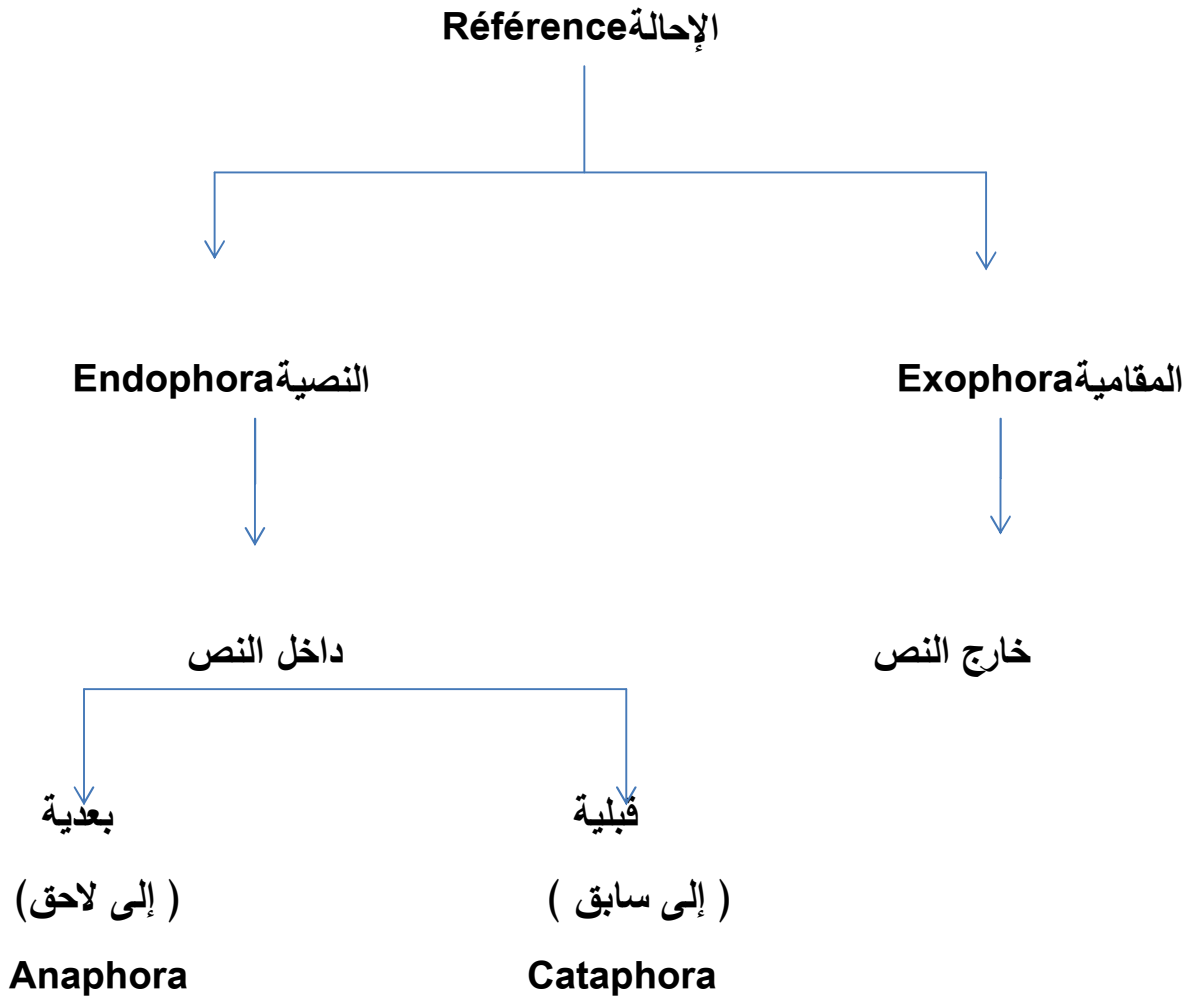 الإحالةRéférence
المقاميةExophora
النصيةEndophora
خارج النص
داخل النص
قبلية
بعدية
( إلى سابق )
( إلى لاحق)
Cataphora
Anaphora